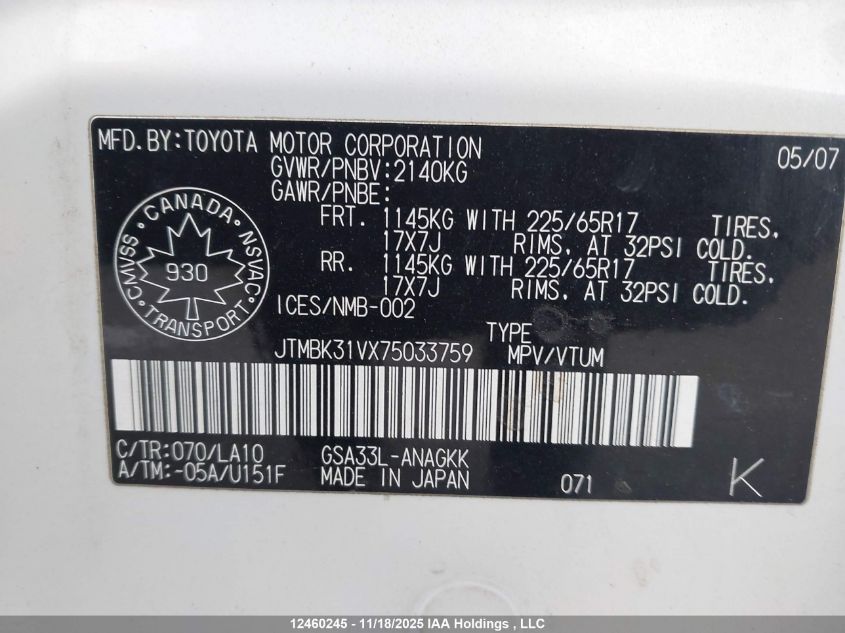 MFD.BY:TOYOTA MOTOR CORPORATION 05/07
GVWR/PNBV:2140KG
GAWR/PNBE:
FRT. 1145KG WITH 225/65R17 TIRES,
17X7J RIMS, AT 32PSI COLD.
RR. 1145KG WITH 225/65R17 TIRES,
17X7J RIMS, AT 32PSI COLD.
ICES/NMB-002
CANADA
CMVSS 930 NSVAC
TRANSPORT
TYPE
JTMBK31VX75033759 MPV/VTUM
C/TR:070/LA10 GSA33L-ANAGKK
A/TM:-05A/U151F MADE IN JAPAN 071 K
12460245 - 11/18/2025 IAA Holdings , LLC